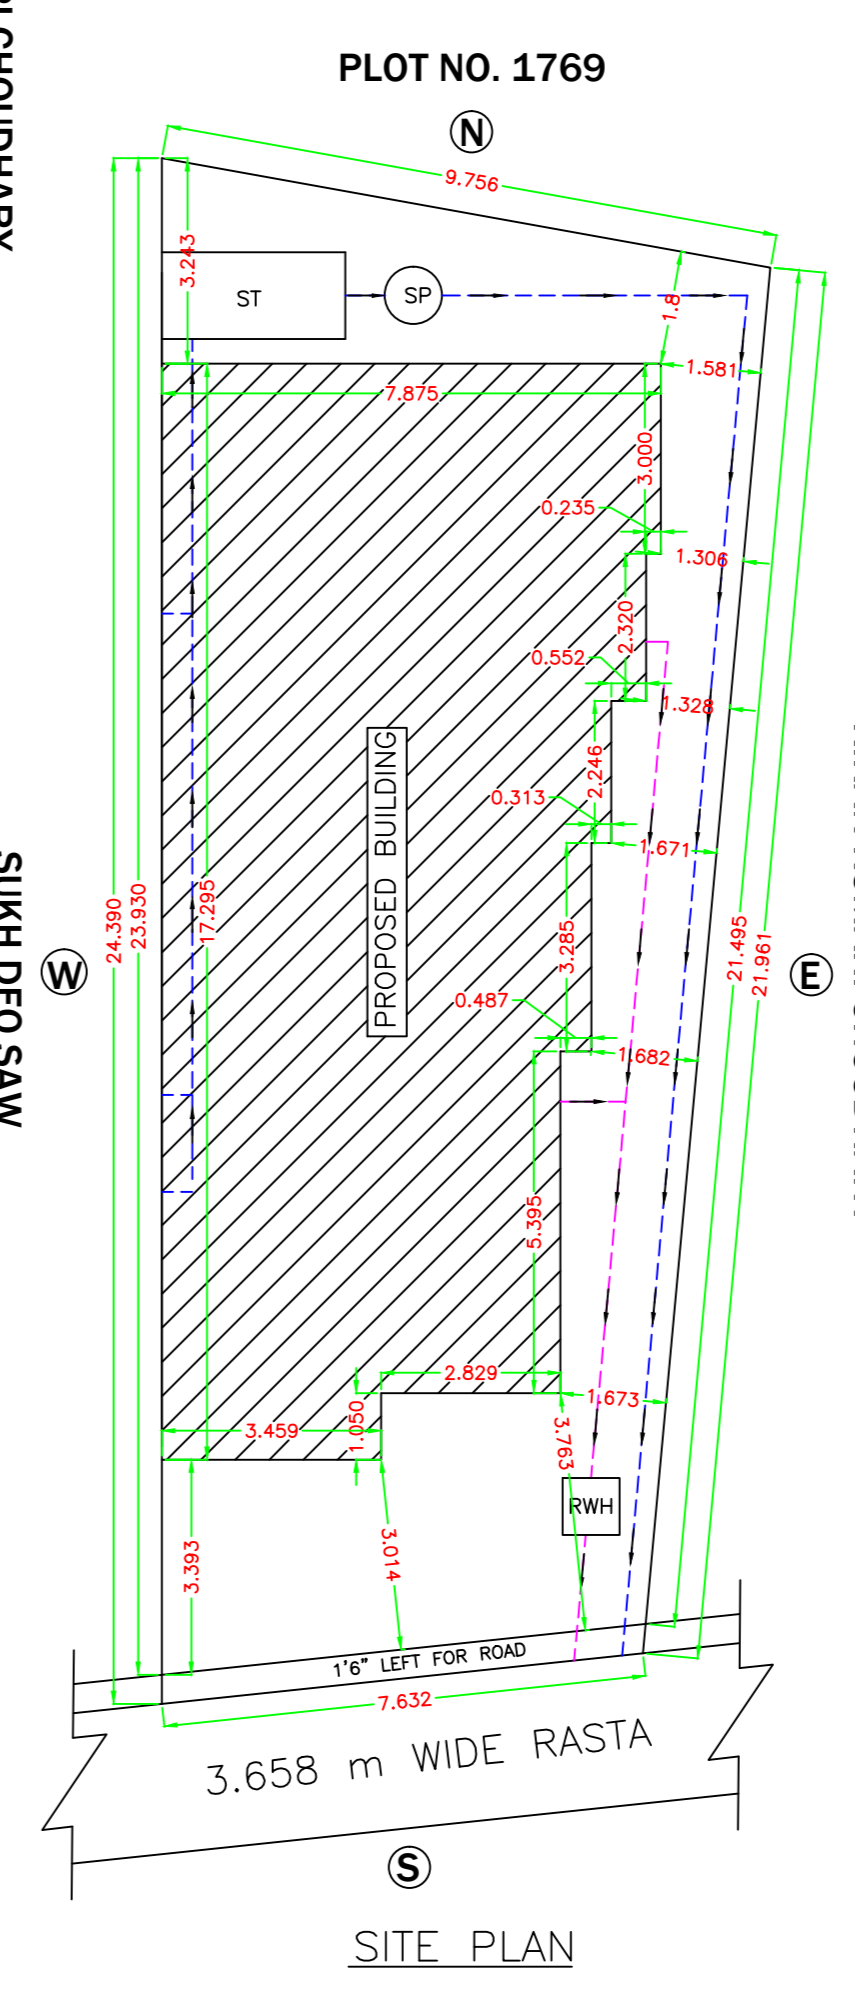 PLOT NO. 1769
N
9.756
3.243
ST
SP
1.8
1.581
7.875
3.000
0.235
1.306
2.320
0.552
1.328
2.246
0.313
1.671
PROPOSED BUILDING
24.390
23.930
17.295
3.285
21.495
21.961
W
SUKH DEO SAW
E
0.487
1.682
5.395
2.829
1.673
3.459
1.050
3.763
RWH
3.393
3.014
1'6" LEFT FOR ROAD
7.632
3.658 m WIDE RASTA
S
SITE PLAN